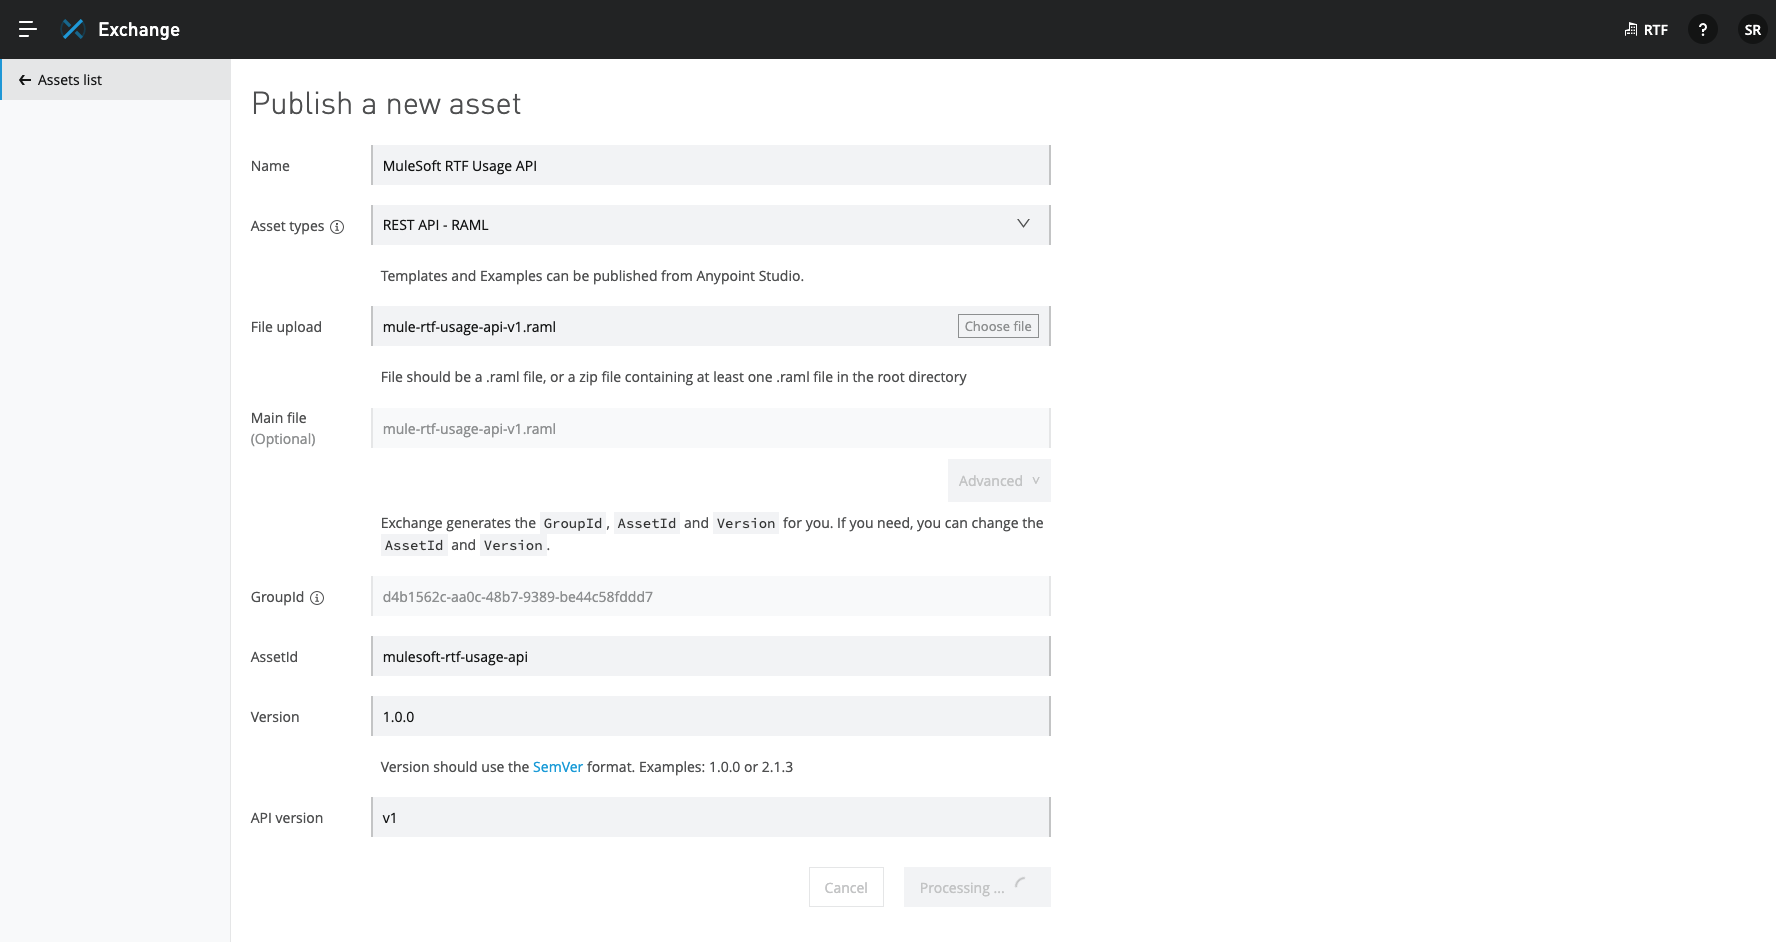 Exchange
RTF
?
SR
Assets list
Publish a new asset
Name
MuleSoft RTF Usage API
Asset types
REST API - RAML
Templates and Examples can be published from Anypoint Studio.
File upload
mule-rtf-usage-api-v1.raml
Choose file
File should be a .raml file, or a zip file containing at least one .raml file in the root directory
Main file
(Optional)
mule-rtf-usage-api-v1.raml
Advanced
Exchange generates the GroupId, AssetId and Version for you. If you need, you can change the
AssetId and Version.
GroupId
d4b1562c-aa0c-48b7-9389-be44c58fddd7
AssetId
mulesoft-rtf-usage-api
Version
1.0.0
Version should use the SemVer format. Examples: 1.0.0 or 2.1.3
API version
v1
Cancel
Processing ...